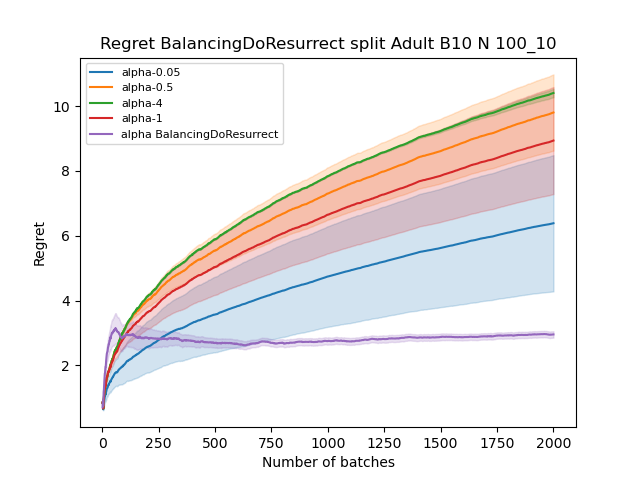 Regret BalancingDoResurrect split Adult B10 N 100_10
alpha-0.05
alpha-0.5
alpha-4
alpha-1
alpha BalancingDoResurrect
10
8
6
4
2
Regret
0 250 500 750 1000 1250 1500 1750 2000
Number of batches